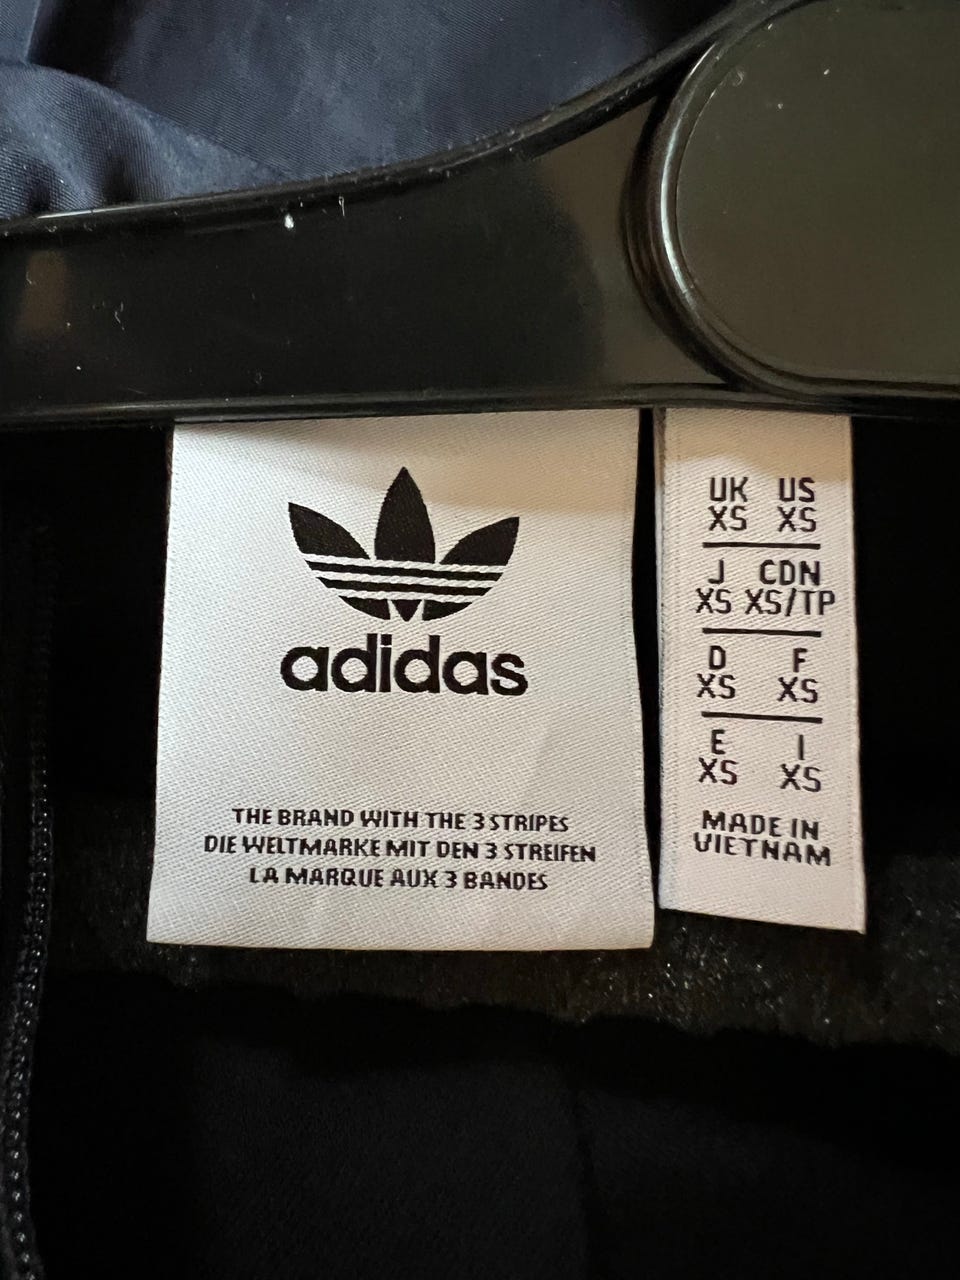 adidas
THE BRAND WITH THE 3 STRIPES
DIE WELTMARKE MIT DEN 3 STREIFEN
LA MARQUE AUX 3 BANDES
UK US
XS XS
J CDN
XS XS/TP
D F
XS XS
E I
XS XS
MADE IN
VIETNAM